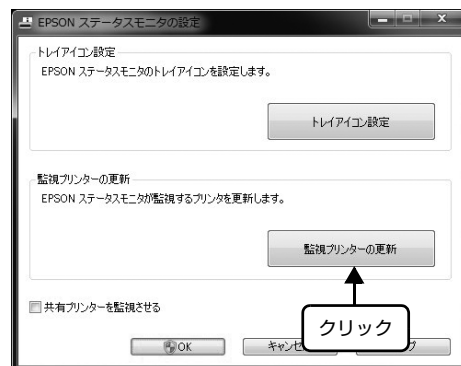 EPSON ステータスモニタの設定
トレイアイコン設定
EPSON ステータスモニタのトレイアイコンを設定します。
トレイアイコン設定
監視プリンターの更新
EPSON ステータスモニタが監視するプリンタを更新します。
監視プリンターの更新
共有プリンターを監視させる
クリック
OK